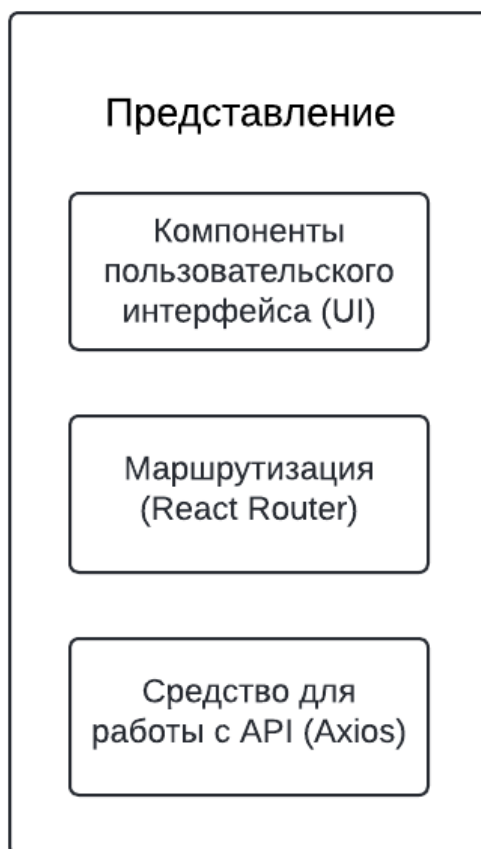 Представление
Компоненты
пользовательского
интерфейса (UI)
Маршрутизация
(React Router)
Средство для
работы с API (Axios)